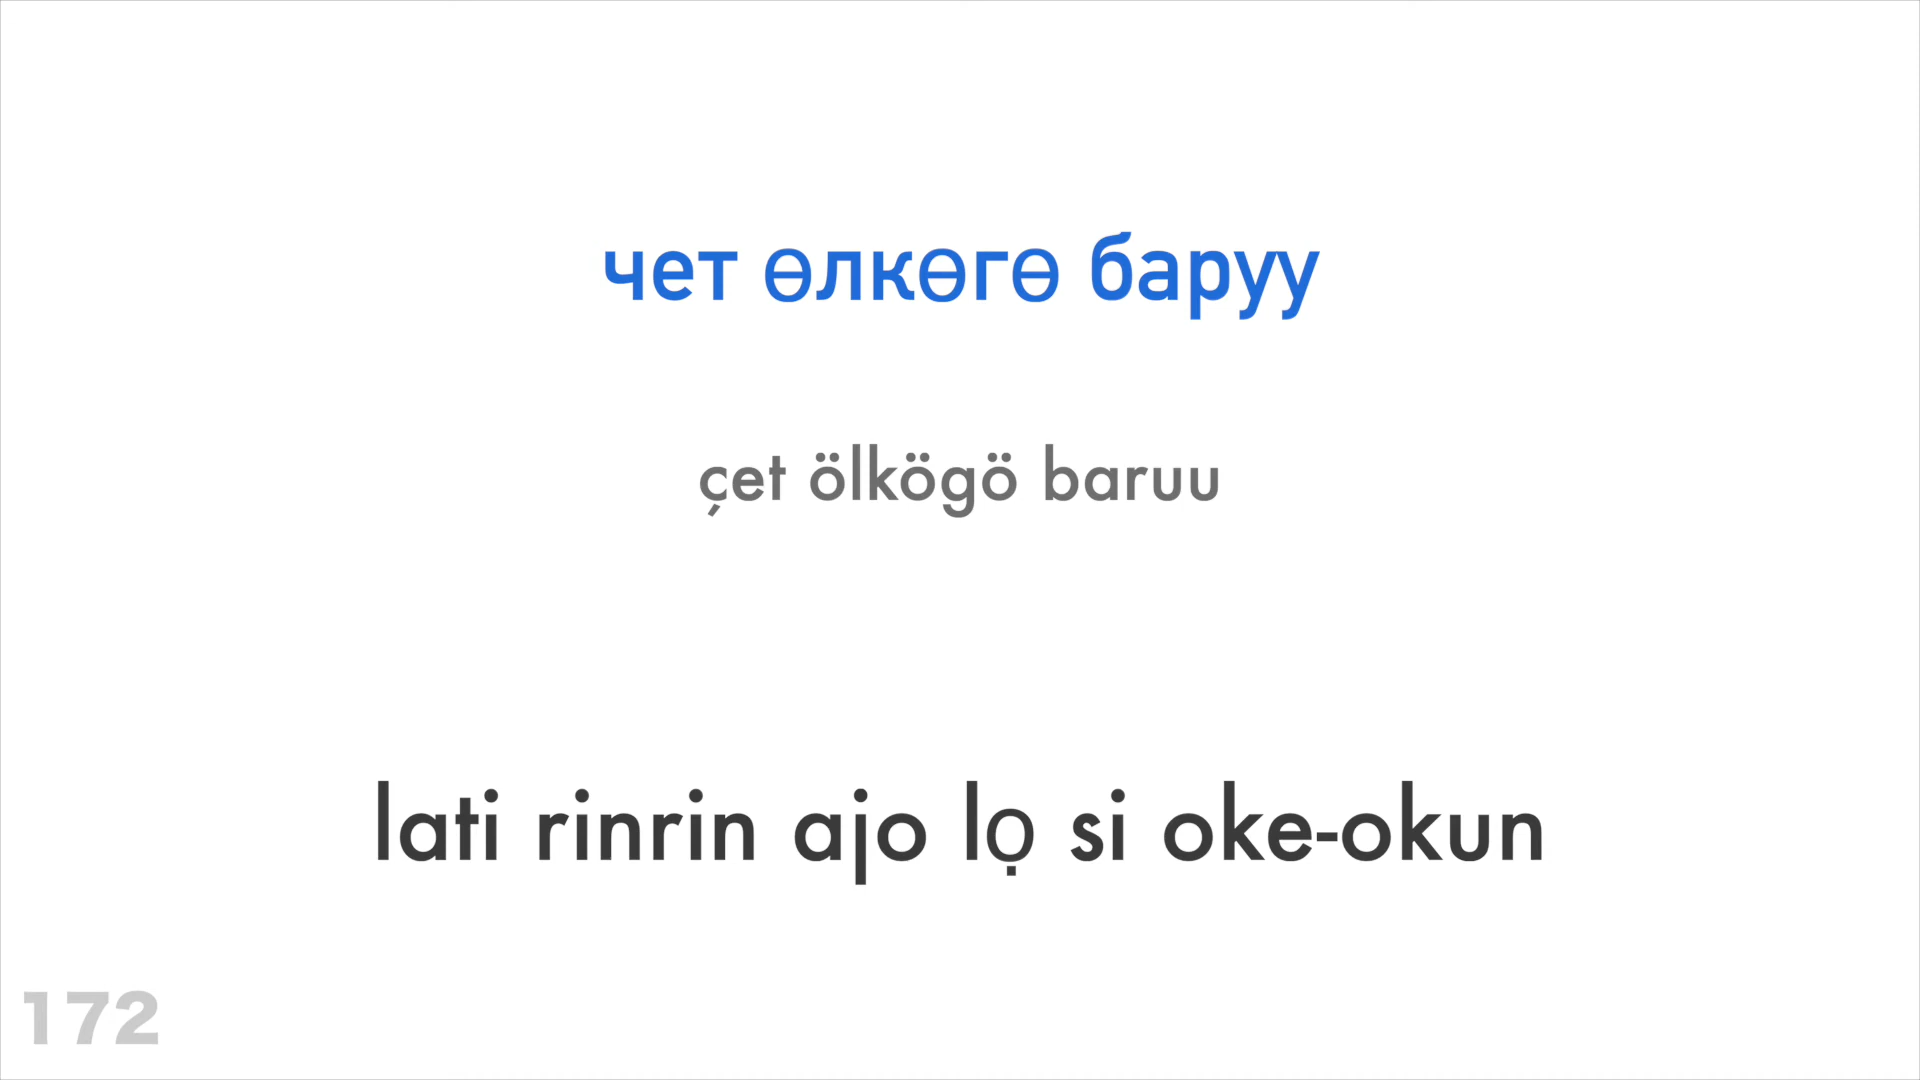 чет өлкөгө баруу
çet ölkögö baruu
lati rinrin ajo lọ si oke-okun
172